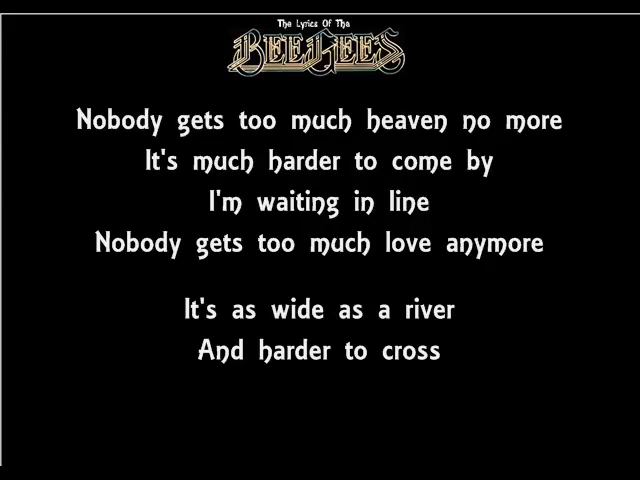 The Lyrics Of Tha
BEE GEES
Nobody gets too much heaven no more
It's much harder to come by
I'm waiting in line
Nobody gets too much love anymore
It's as wide as a river
And harder to cross